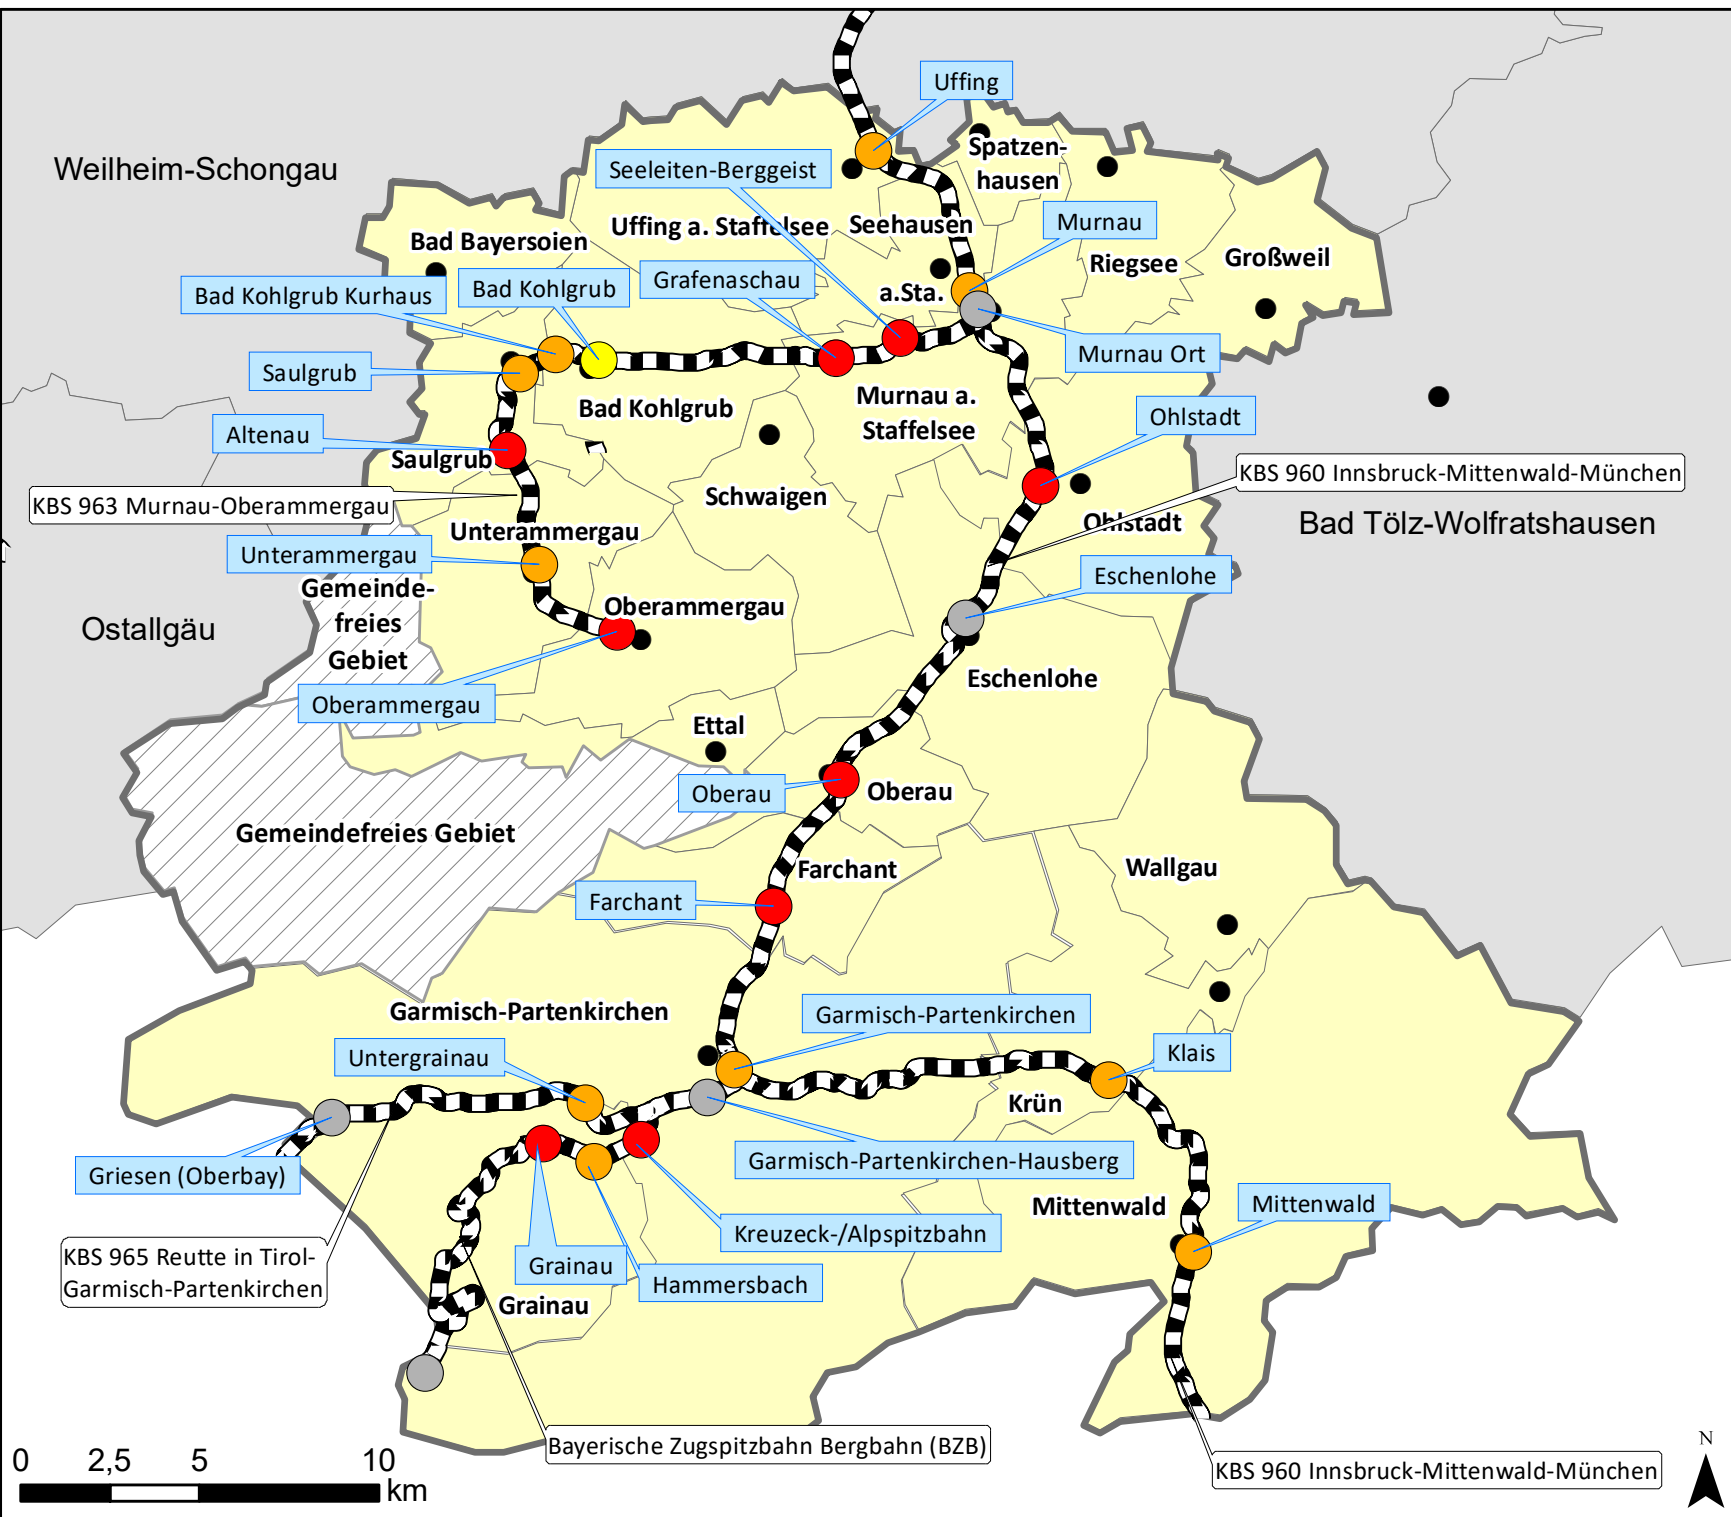 Uffing
Spatzen-
hausen
Weilheim-Schongau
Seeleiten-Berggeist
Uffing a. Staffelsee
Seehausen
a.Sta.
Murnau
Bad Bayersoien
Riegsee
Großweil
Bad Kohlgrub Kurhaus
Bad Kohlgrub
Grafenaschau
Murnau Ort
Saulgrub
Bad Kohlgrub
Murnau a.
Staffelsee
Ohlstadt
Altenau
Saulgrub
KBS 960 Innsbruck-Mittenwald-München
KBS 963 Murnau-Oberammergau
Schwaigen
Ohlstadt
Bad Tölz-Wolfratshausen
Unterammergau
Unterammergau
Eschenlohe
Gemeinde-
freies
Gebiet
Oberammergau
Ostallgäu
Eschenlohe
Oberammergau
Ettal
Oberau
Oberau
Gemeindefreies Gebiet
Farchant
Wallgau
Farchant
Garmisch-Partenkirchen
Garmisch-Partenkirchen
Untergrainau
Klais
Krün
Griesen (Oberbay)
Garmisch-Partenkirchen-Hausberg
Mittenwald
Mittenwald
Kreuzeck-/Alpspitzbahn
KBS 965 Reutte in Tirol-
Garmisch-Partenkirchen
Grainau
Hammersbach
Grainau
Bayerische Zugspitzbahn Bergbahn (BZB)
KBS 960 Innsbruck-Mittenwald-München
0 2,5 5 10
km
N